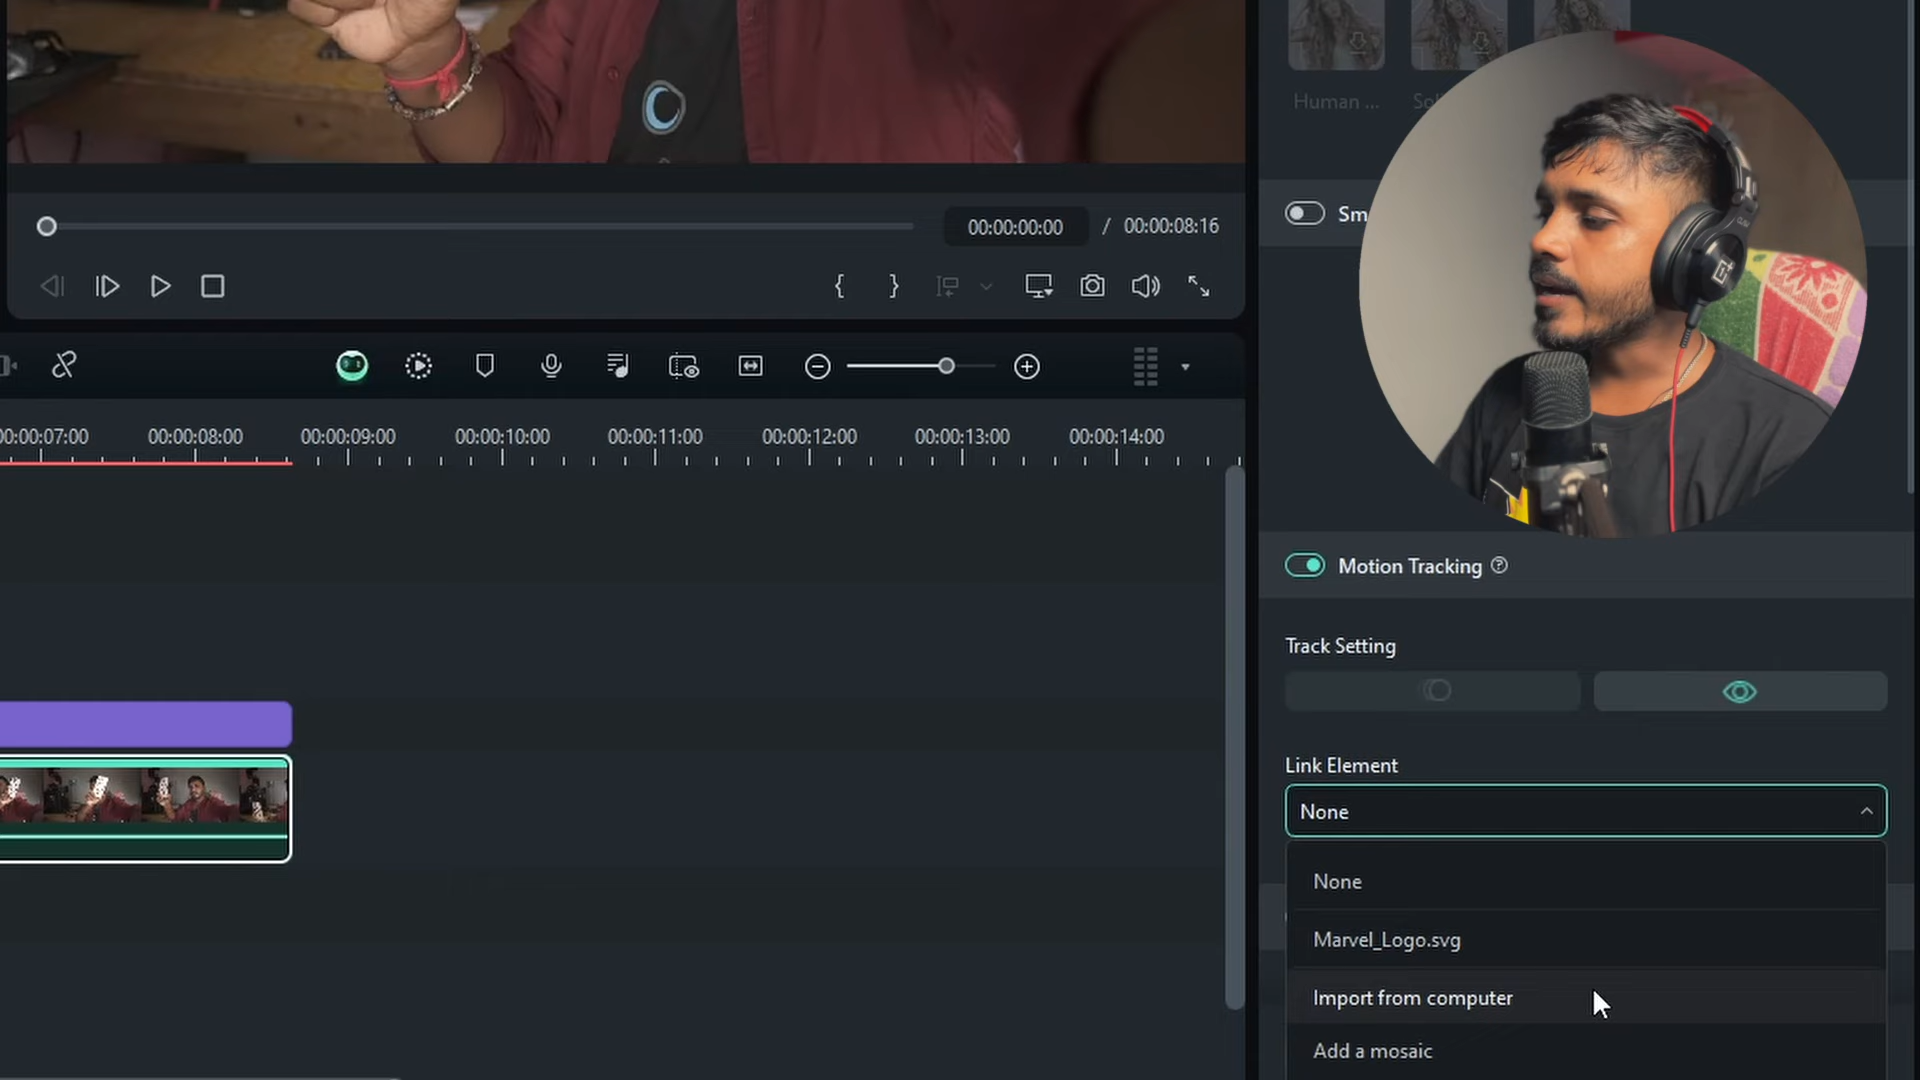 Human ...
Sol
Sm
00:00:00:00 / 00:00:08:16
00:00:07:00 00:00:08:00 00:00:09:00 00:00:10:00 00:00:11:00 00:00:12:00 00:00:13:00 00:00:14:00
Motion Tracking
Track Setting
Link Element
None
None
Marvel_Logo.svg
Import from computer
Add a mosaic